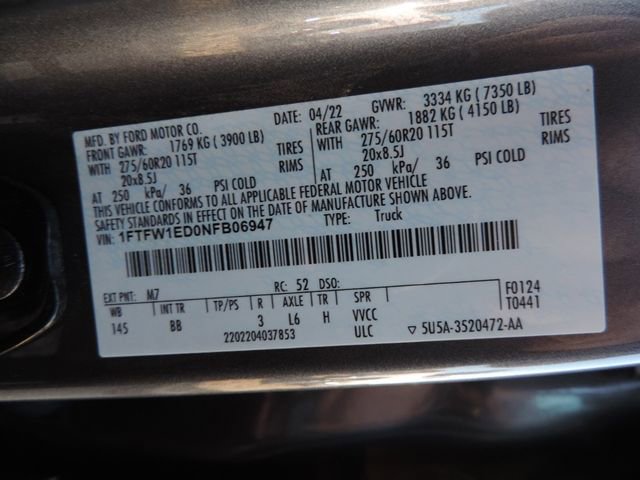 MFD. BY FORD MOTOR CO. DATE: 04/22 GVWR: 3334 KG ( 7350 LB)
FRONT GAWR: 1769 KG ( 3900 LB) REAR GAWR: 1882 KG ( 4150 LB)
WITH 275/60R20 115T TIRES WITH 275/60R20 115T TIRES
20x8.5J RIMS 20x8.5J RIMS
AT 250 kPa/ 36 PSI COLD AT 250 kPa/ 36 PSI COLD
THIS VEHICLE CONFORMS TO ALL APPLICABLE FEDERAL MOTOR VEHICLE
SAFETY STANDARDS IN EFFECT ON THE DATE OF MANUFACTURE SHOWN ABOVE.
VIN: 1FTFW1ED0NFB06947 TYPE: Truck
EXT PNT: M7 RC: 52 DSO:
WB INT TR TP/PS R AXLE TR SPR F0124
145 BB 3 L6 H VVCC T0441
2202204037853 ULC ▽ 5U5A-3520472-AA